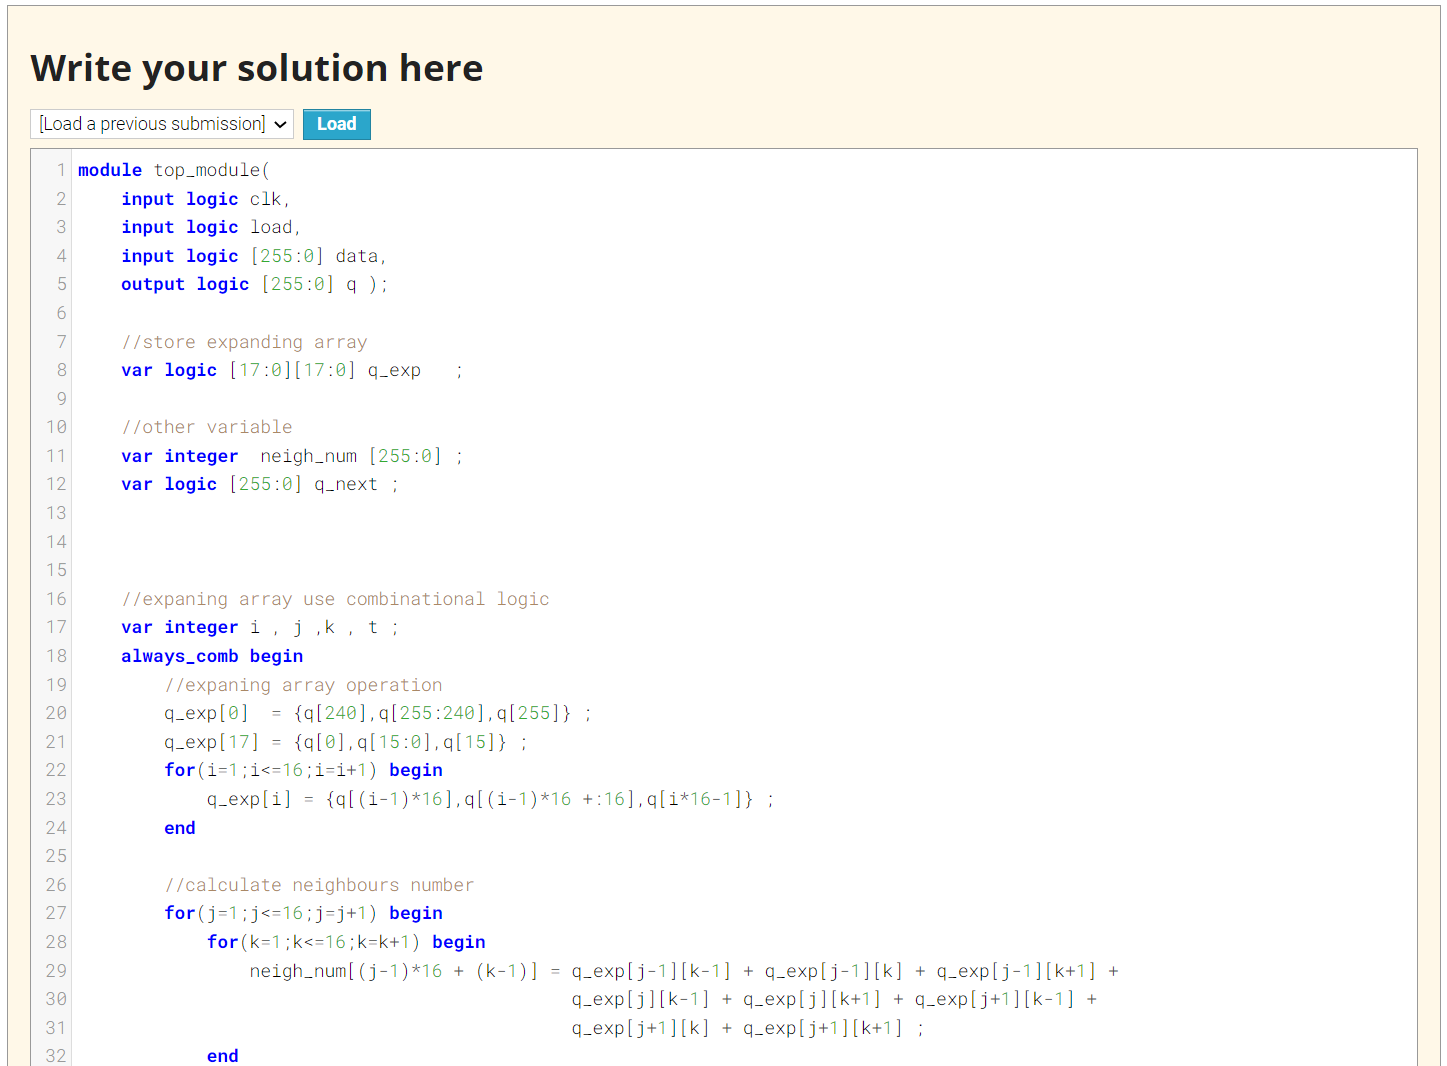 Write your solution here
[Load a previous submission] Load
1 module top_module(
2 input logic clk,
3 input logic load,
4 input logic [255:0] data,
5 output logic [255:0] q );
6
7 //store expanding array
8 var logic [17:0][17:0] q_exp ;
9
10 //other variable
11 var integer neigh_num [255:0] ;
12 var logic [255:0] q_next ;
13
14
15
16 //expaning array use combinational logic
17 var integer i , j ,k , t ;
18 always_comb begin
19 //expaning array operation
20 q_exp[0] = {q[240],q[255:240],q[255]} ;
21 q_exp[17] = {q[0],q[15:0],q[15]} ;
22 for(i=1;i<=16;i=i+1) begin
23 q_exp[i] = {q[(i-1)*16],q[(i-1)*16 +:16],q[i*16-1]} ;
24 end
25
26 //calculate neighbours number
27 for(j=1;j<=16;j=j+1) begin
28 for(k=1;k<=16;k=k+1) begin
29 neigh_num[(j-1)*16 + (k-1)] = q_exp[j-1][k-1] + q_exp[j-1][k] + q_exp[j-1][k+1] +
30 q_exp[j][k-1] + q_exp[j][k+1] + q_exp[j+1][k-1] +
31 q_exp[j+1][k] + q_exp[j+1][k+1] ;
32 end